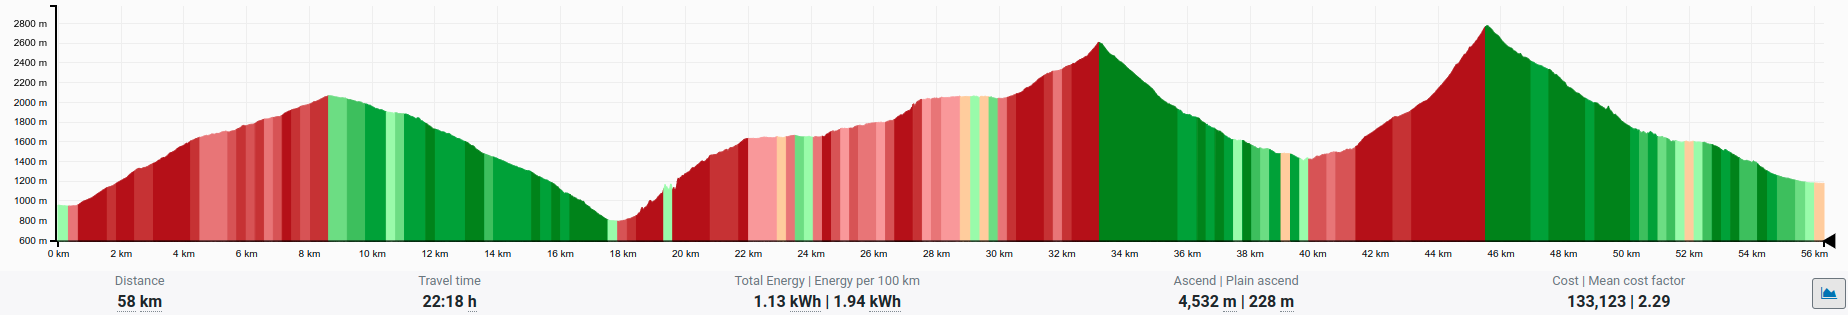 2800 m
2600 m
2400 m
2200 m
2000 m
1800 m
1600 m
1400 m
1200 m
1000 m
800 m
600 m
0 km 2 km 4 km 6 km 8 km 10 km 12 km 14 km 16 km 18 km 20 km 22 km 24 km 26 km 28 km 30 km 32 km 34 km 36 km 38 km 40 km 42 km 44 km 46 km 48 km 50 km 52 km 54 km 56 km
Distance Travel time Total Energy | Energy per 100 km Ascend | Plain ascend Cost | Mean cost factor
58 km 22:18 h 1.13 kWh | 1.94 kWh 4,532 m | 228 m 133,123 | 2.29